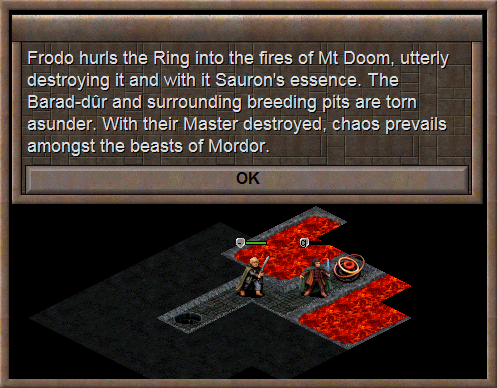 Frodo hurls the Ring into the fires of Mt Doom, utterly
destroying it and with it Sauron's essence. The
Barad-dûr and surrounding breeding pits are torn
asunder. With their Master destroyed, chaos prevails
amongst the beasts of Mordor.
OK